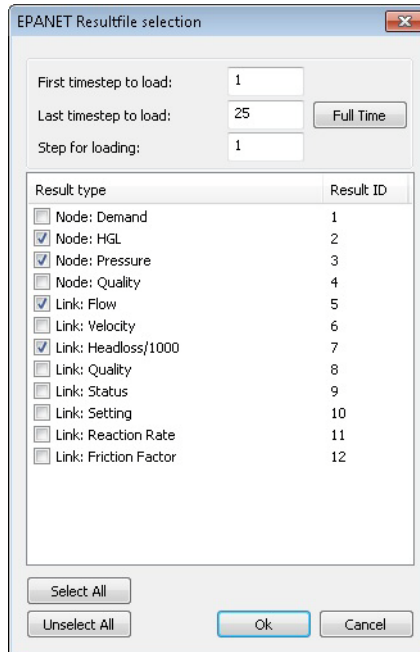 EPANET Resultfile selection
First timestep to load: 1
Last timestep to load: 25 Full Time
Step for loading: 1
Result type Result ID
Node: Demand 1
Node: HGL 2
Node: Pressure 3
Node: Quality 4
Link: Flow 5
Link: Velocity 6
Link: Headloss/1000 7
Link: Quality 8
Link: Status 9
Link: Setting 10
Link: Reaction Rate 11
Link: Friction Factor 12
Select All
Unselect All Ok Cancel